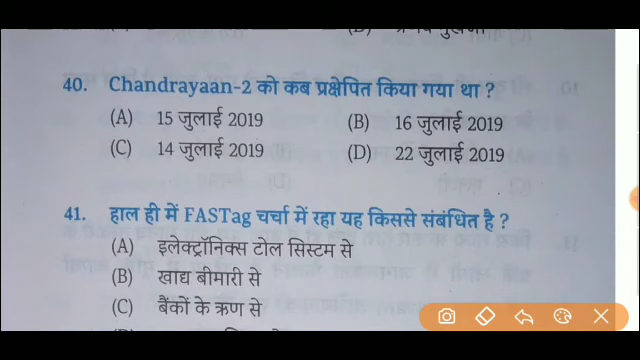 40. Chandrayaan-2 को कब प्रक्षेपित किया गया था ?
(A) 15 जुलाई 2019 (B) 16 जुलाई 2019
(C) 14 जुलाई 2019 (D) 22 जुलाई 2019
41. हाल ही में FASTag चर्चा में रहा यह किससे संबंधित है ?
(A) इलेक्ट्रॉनिक्स टोल सिस्टम से
(B) खाद्य बीमारी से
(C) बैंकों के ऋण से